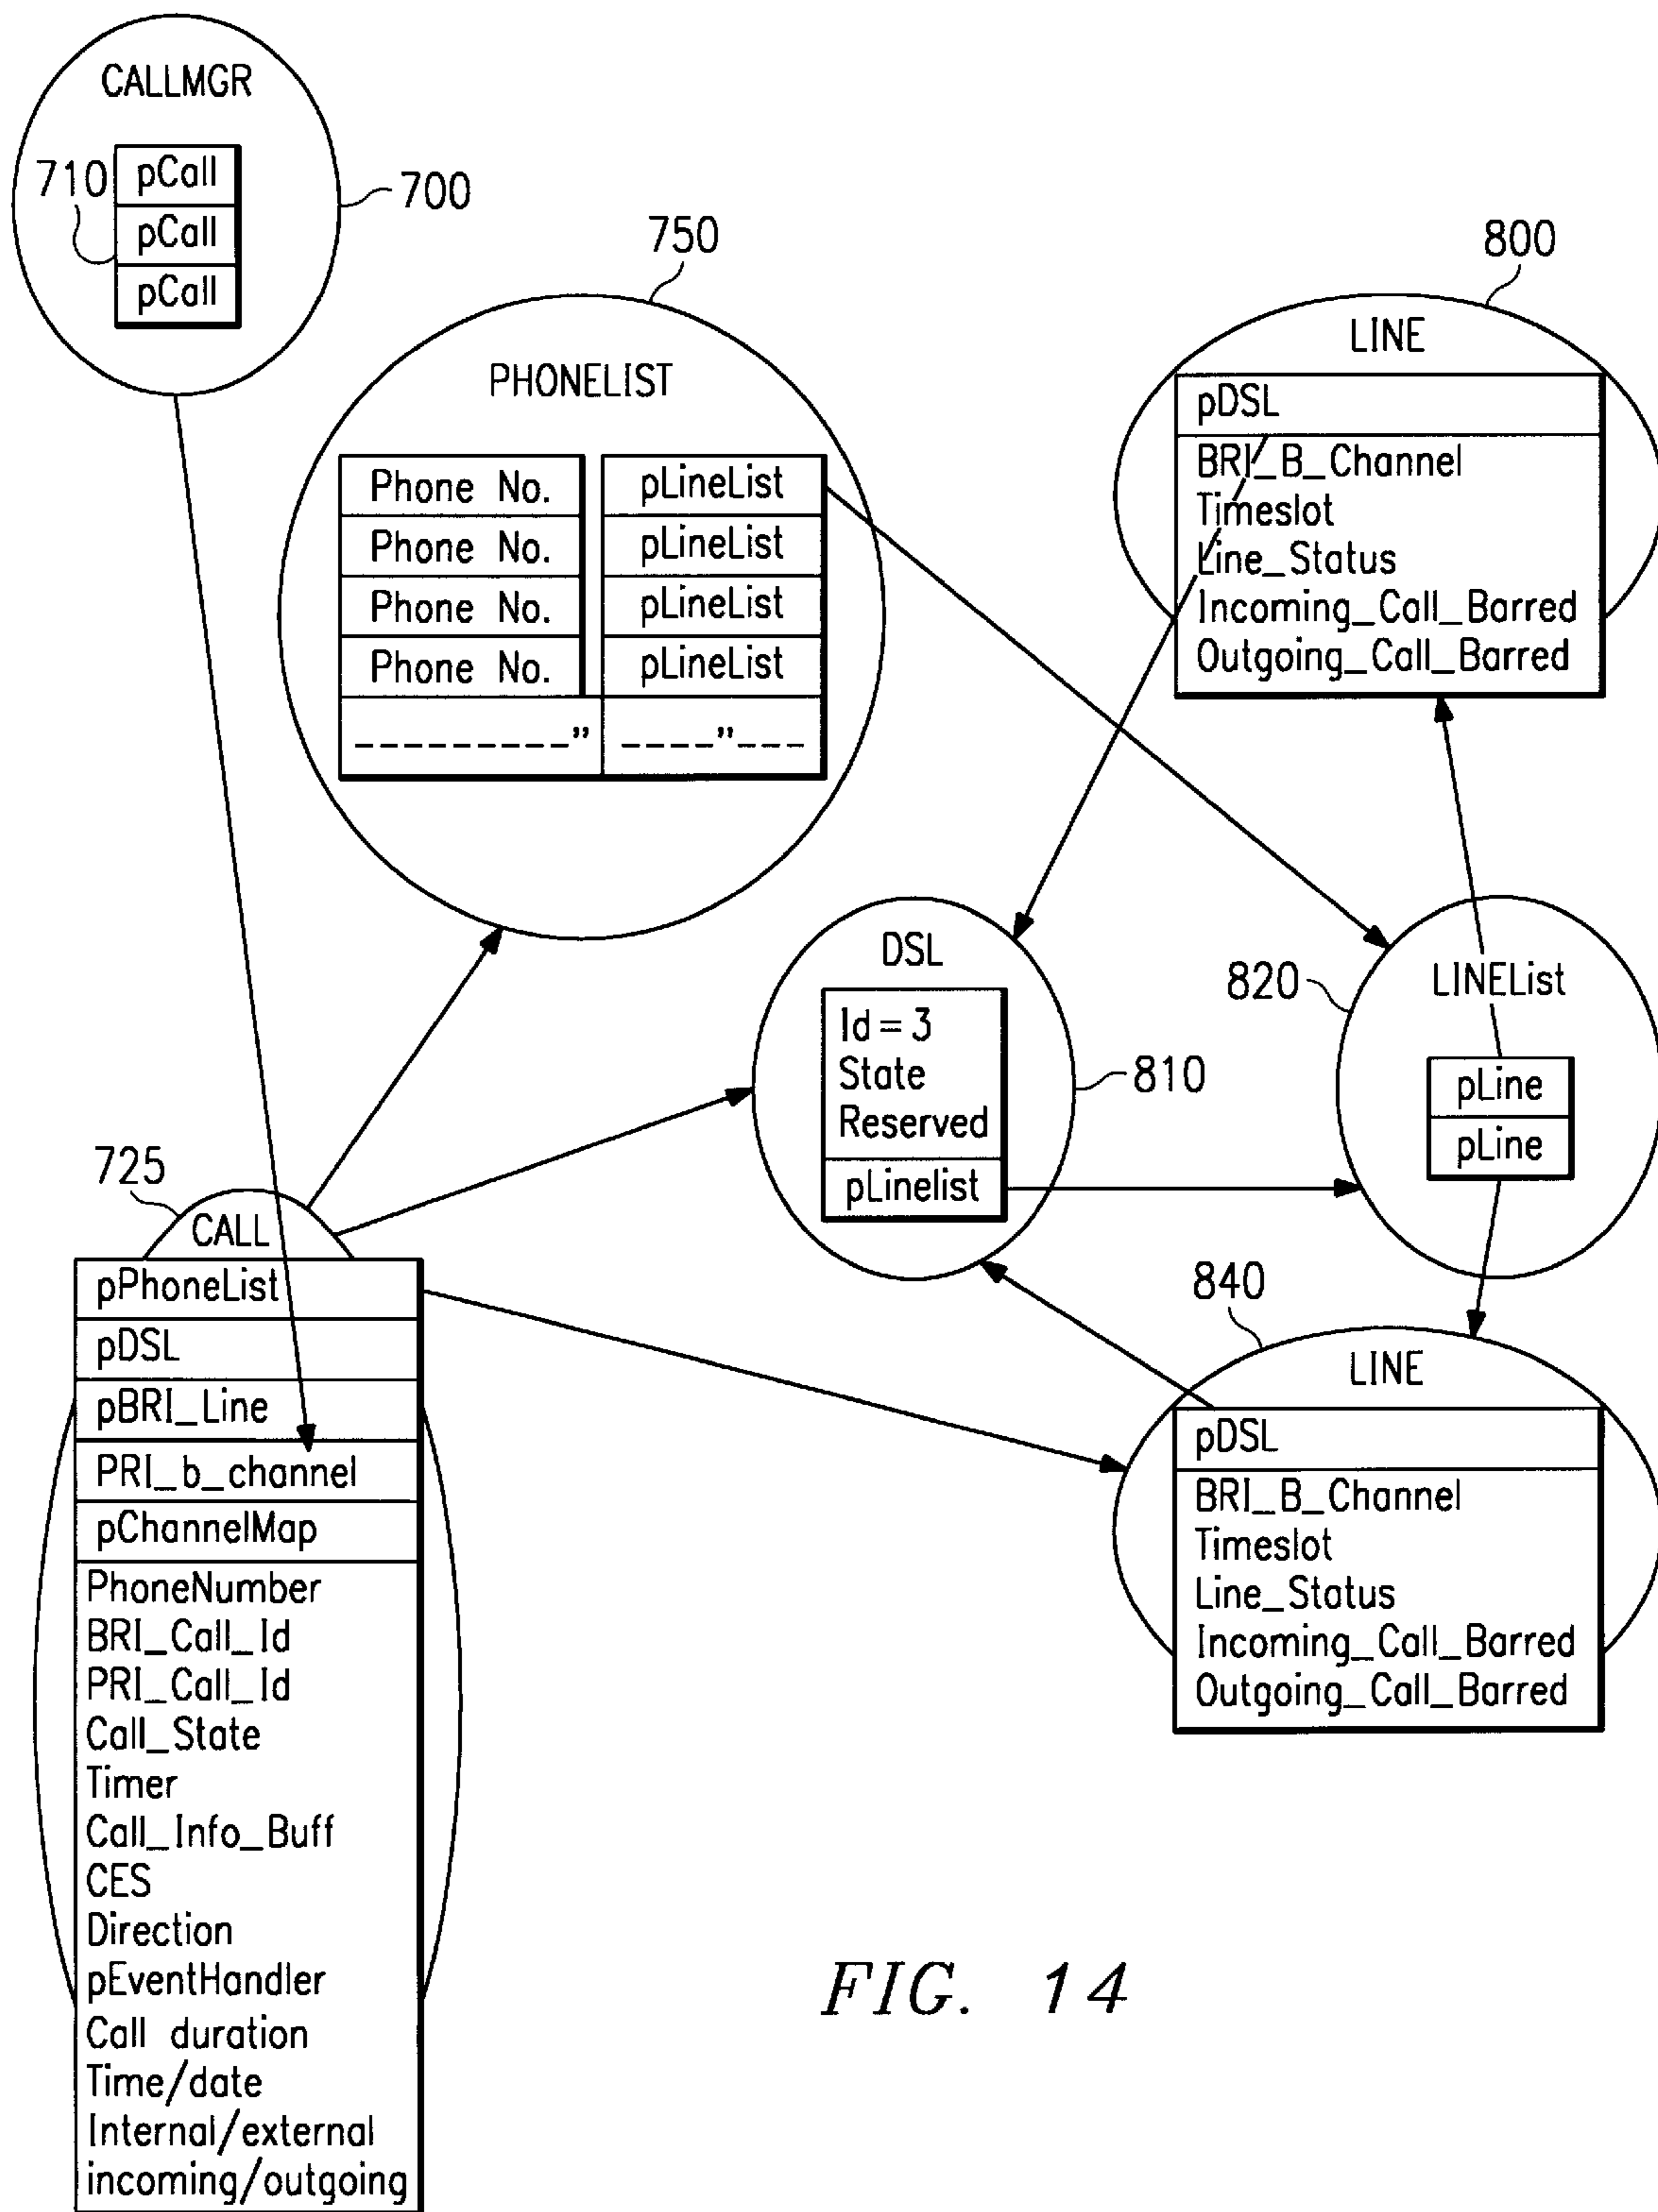 CALLMGR
710
pCall
pCall
pCall
700
750
PHONELIST
Phone No. pLineList
Phone No. pLineList
Phone No. pLineList
Phone No. pLineList
_ _ _ _ _ _ _ _ _ _" _ _ _ _"_ _ _
800
LINE
pDSL
BRI_B_Channel
Timeslot
Line_Status
Incoming_Call_Barred
Outgoing_Call_Barred
DSL
Id = 3
State
Reserved
pLinelist
810
820
LINEList
pLine
pLine
725
CALL
pPhoneList
pDSL
pBRI_Line
PRI_b_channel
pChannelMap
PhoneNumber
BRI_Call_Id
PRI_Call_Id
Call_State
Timer
Call_Info_Buff
CES
Direction
pEventHandler
Call duration
Time/date
Internal/external
incoming/outgoing
840
LINE
pDSL
BRI_B_Channel
Timeslot
Line_Status
Incoming_Call_Barred
Outgoing_Call_Barred
FIG. 14